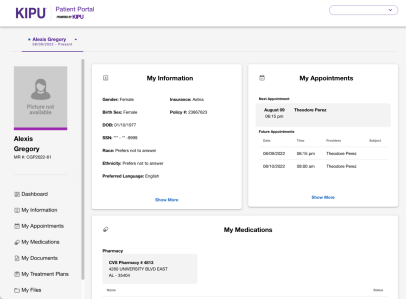 KIPU
Patient Portal
POWERED BY KIPU
Alexis Gregory
08/09/2022 - Present
Picture not
available
Alexis
Gregory
MR #: CGP2022-61
Dashboard
My Information
My Appointments
My Medications
My Documents
My Treatment Plans
My Files
My Information
Gender: Female
Insurance: Aetna
Birth Sex: Female
Policy #: 23667623
DOB: 01/10/1977
SSN: *** - ** - 9999
Race: Prefers not to answer
Ethnicity: Prefers not to answer
Preferred Language: English
Show More
My Appointments
Next Appointment
August 09 Theodore Perez
06:15 pm
Future Appointments
Date Time Providers Subject
08/09/2022 06:15 pm Theodore Perez
08/10/2022 09:00 am Theodore Perez
Show More
My Medications
Pharmacy
CVS Pharmacy # 4813
4200 UNIVERSITY BLVD EAST
AL - 35404
Name Status